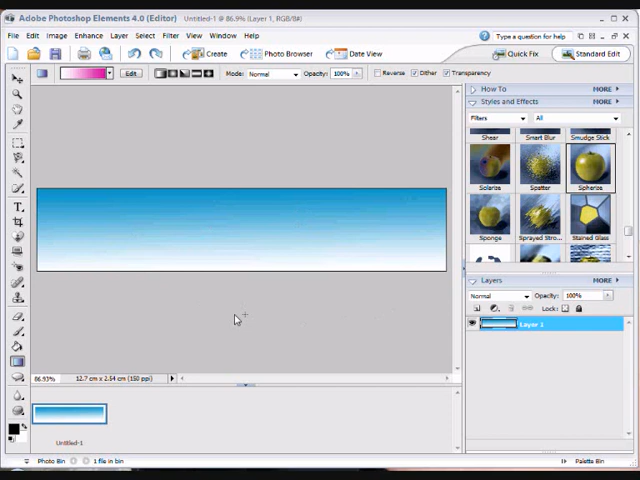 Adobe Photoshop Elements 4.0 (Editor) Untitled-1 @ 86.9% (Layer 1, RGB/8#)
File Edit Image Enhance Layer Select Filter View Window Help Type a question for help
Create Photo Browser Date View Quick Fix Standard Edit
Edit Mode: Normal Opacity: 100% Reverse Dither Transparency
How To MORE
Styles and Effects MORE
Filters All
Shear Smart Blur Smudge Stick
Solarize Spatter Spherize
Sponge Sprayed Stro... Stained Glass
Layers MORE
Normal Opacity: 100%
Lock:
Layer 1
86.93% 12.7 cm x 2.54 cm (150 ppi)
Untitled-1
Photo Bin 1 file in bin Palette Bin